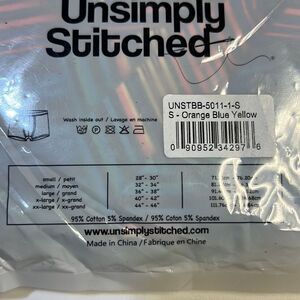 Unsimply
Stitched
Wash inside out / Lavage en machine
UNSTBB-5011-1-S
S - Orange Blue Yellow
0 90952 34297 6
small / petit 28" - 30"
medium / moyen 32" - 34"
large / grand 36" - 38"
x-large / x-grand 40" - 42"
xx-large / xx-grand 44" - 46"
95% Cotton 5% Spandex / 95% Coton 5% Spandex
www.unsimplystitched.com
Made in China / Fabriqué en Chine